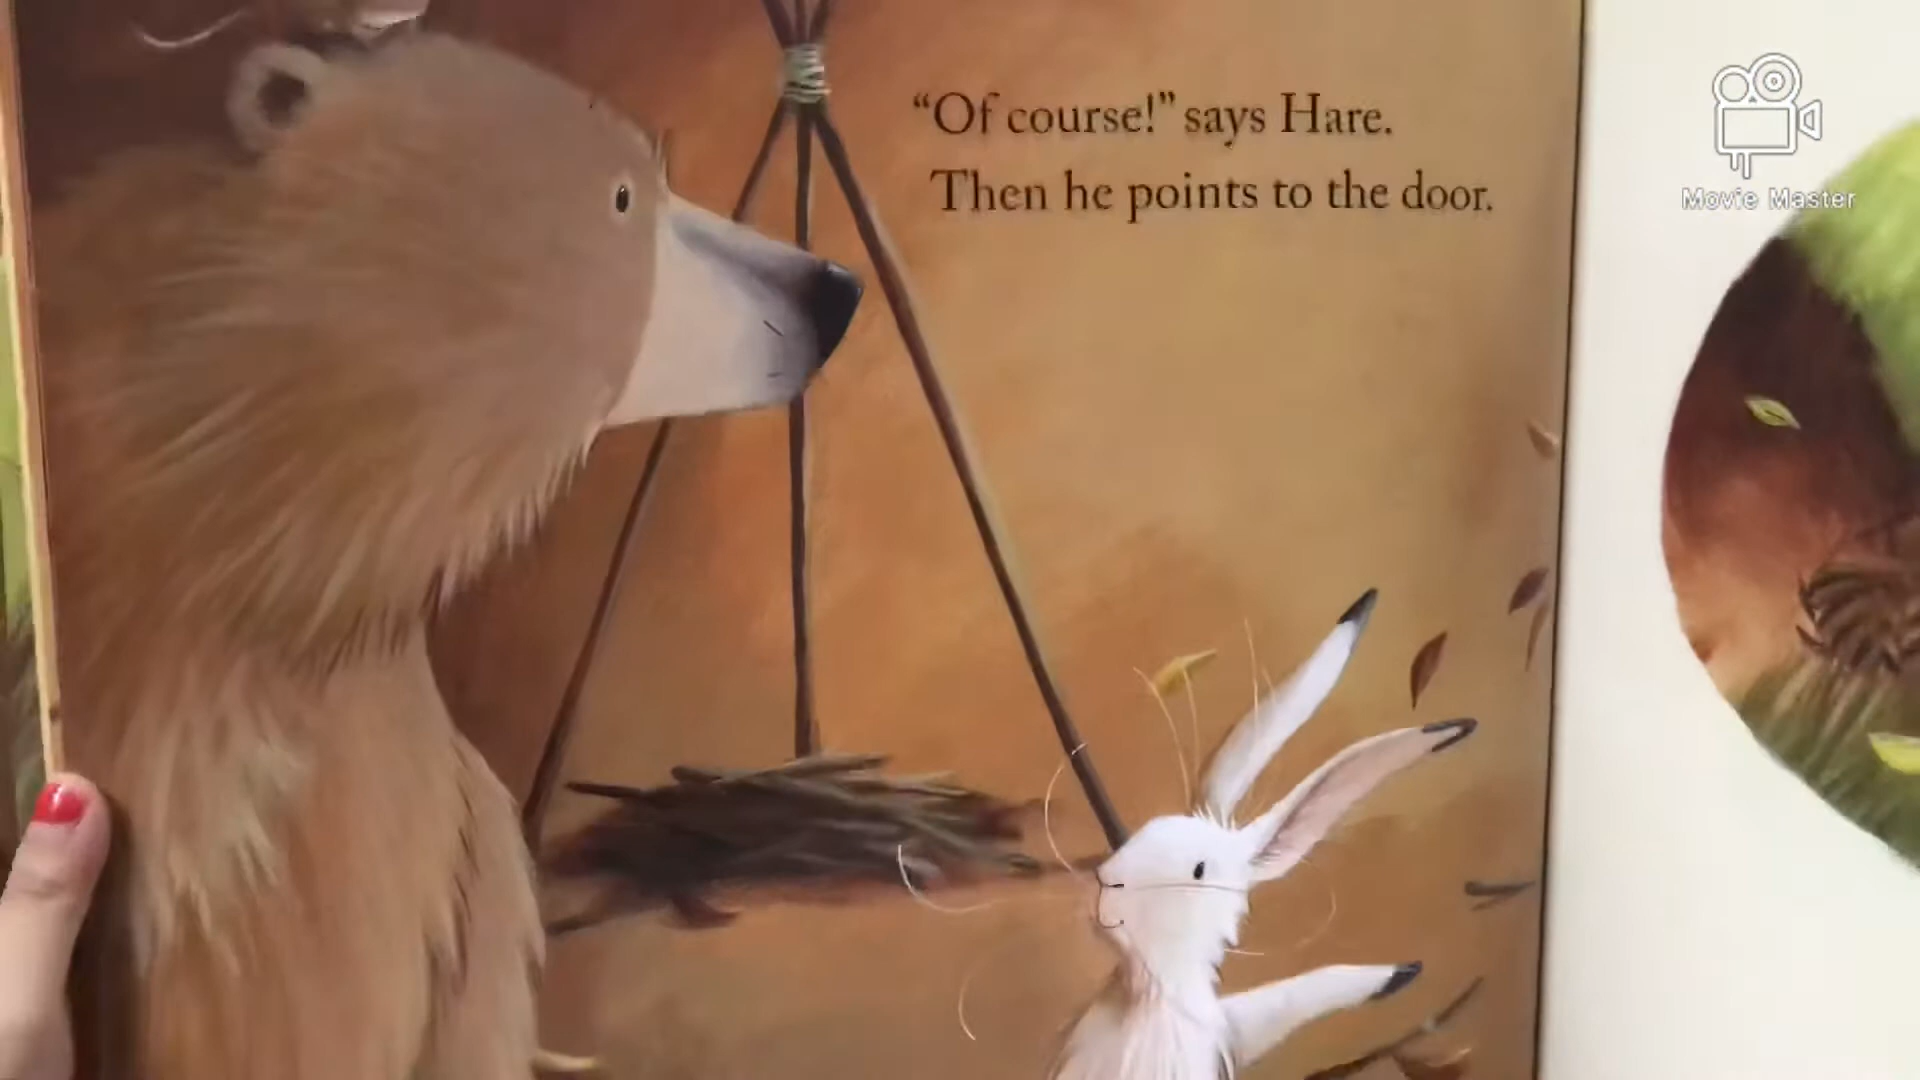 “Of course!” says Hare.
Then he points to the door.
Movie Master